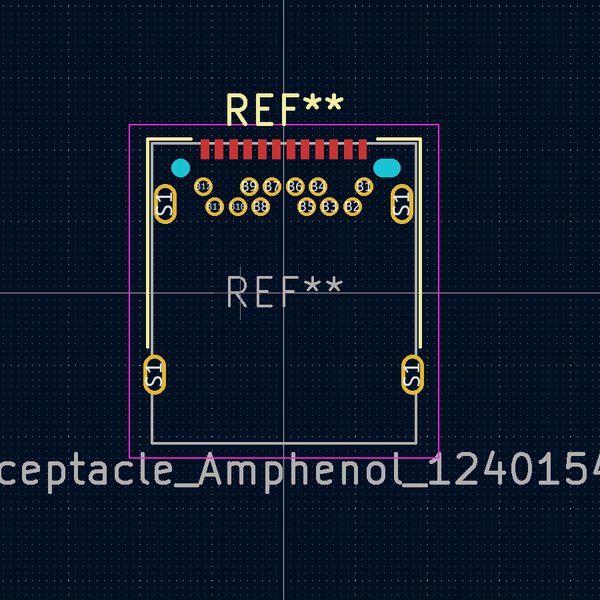 REF**
B12 B9 B7 B6 B4 B1
S1 B11 B10 B8 B5 B3 B2 S1
REF**
S1 S1
ceptacle_Amphenol_1240154